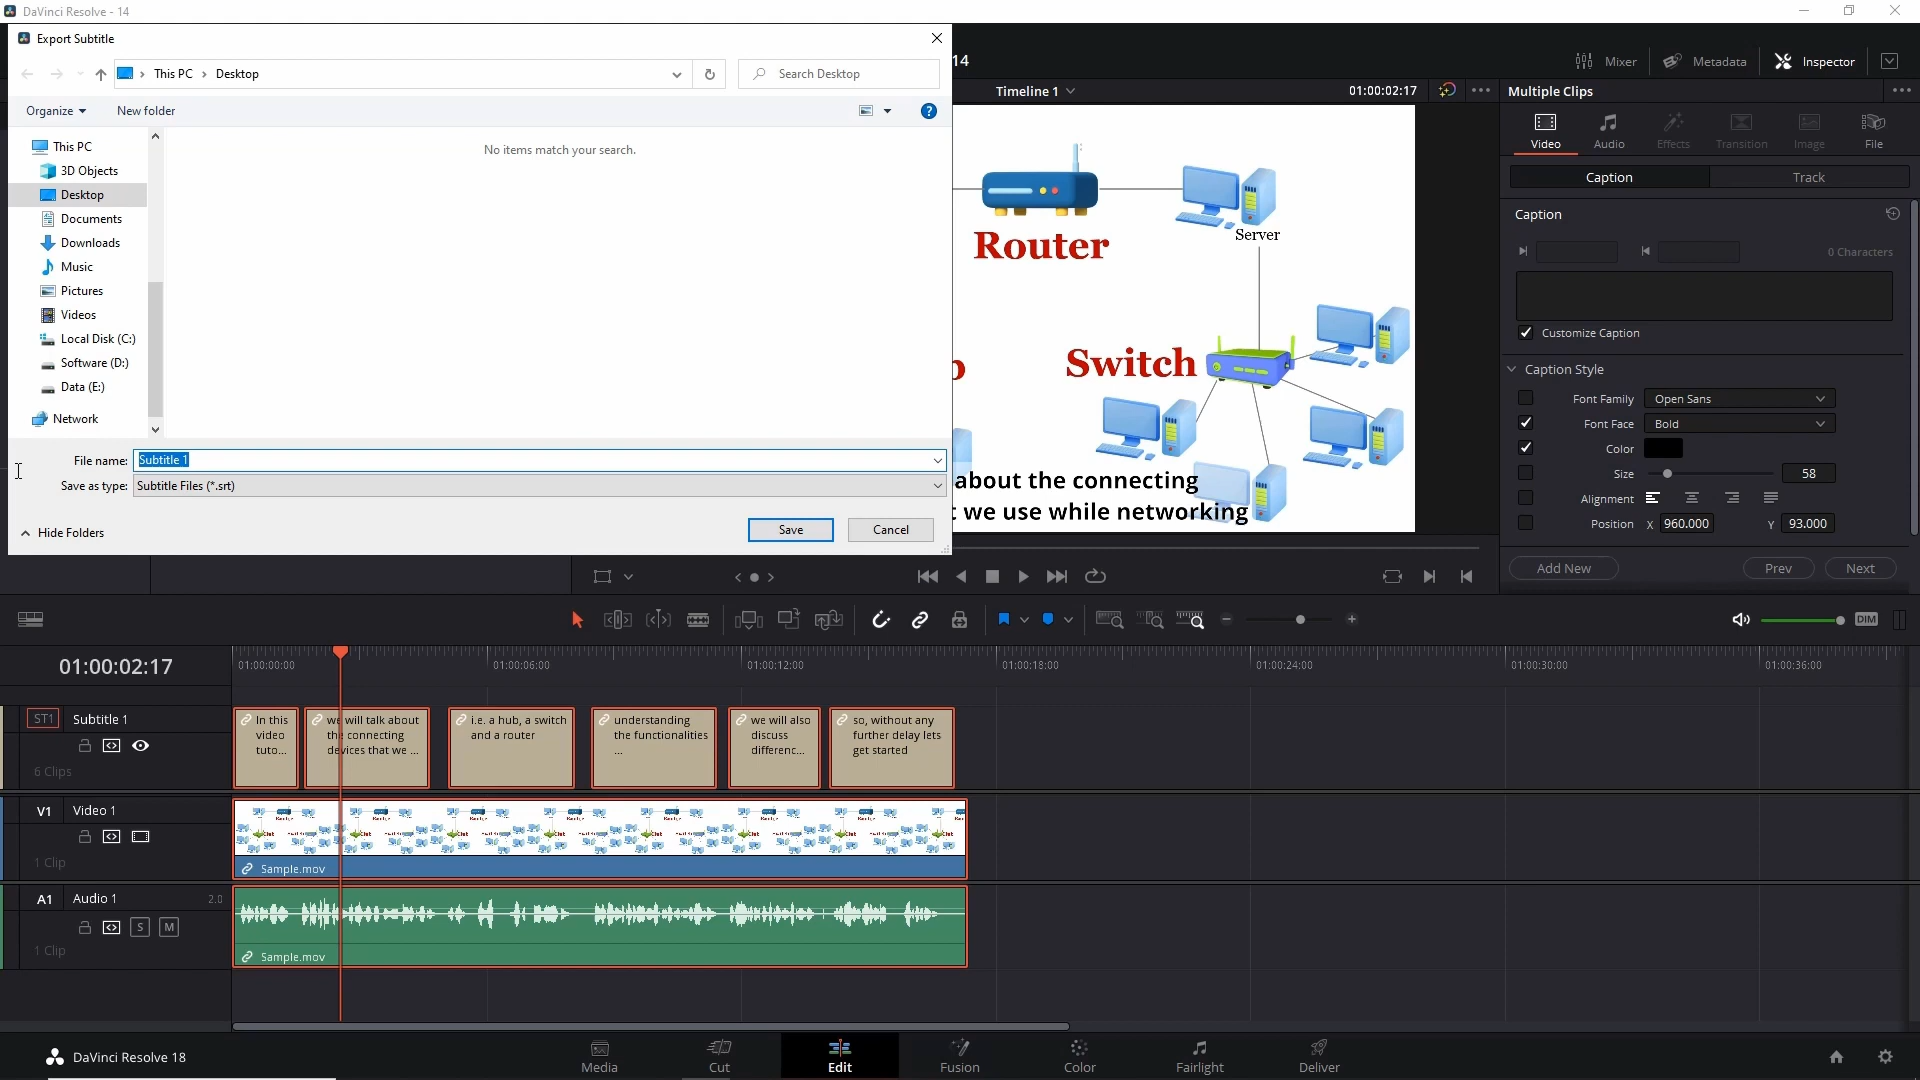 DaVinci Resolve - 14
Export Subtitle
This PC
Desktop
Search Desktop
Organize
New folder
This PC
3D Objects
Desktop
Documents
Downloads
Music
Pictures
Videos
Local Disk (C:)
Software (D:)
Data (E:)
Network
No items match your search.
File name:
Subtitle 1
Save as type:
Subtitle Files (*.srt)
Hide Folders
Save
Cancel
14
Mixer
Metadata
Inspector
Timeline 1
01:00:02:17
Multiple Clips
Router
Server
Switch
about the connecting
we use while networking
Video
Audio
Effects
Transition
Image
File
Caption
Track
Caption
0 Characters
Customize Caption
Caption Style
Font Family
Open Sans
Font Face
Bold
Color
Size
58
Alignment
Position
X
960.000
Y
93.000
Add New
Prev
Next
DIM
01:00:02:17
01:00:00:00
01:00:06:00
01:00:12:00
01:00:18:00
01:00:24:00
01:00:30:00
01:00:36:00
ST1
Subtitle 1
6 Clips
In this
video
tuto...
we will talk about
the connecting
devices that we ...
i.e. a hub, a switch
and a router
understanding
the functionalities
...
we will also
discuss
differenc...
so, without any
further delay lets
get started
V1
Video 1
1 Clip
Sample.mov
A1
Audio 1
2.0
S
M
1 Clip
Sample.mov
DaVinci Resolve 18
Media
Cut
Edit
Fusion
Color
Fairlight
Deliver